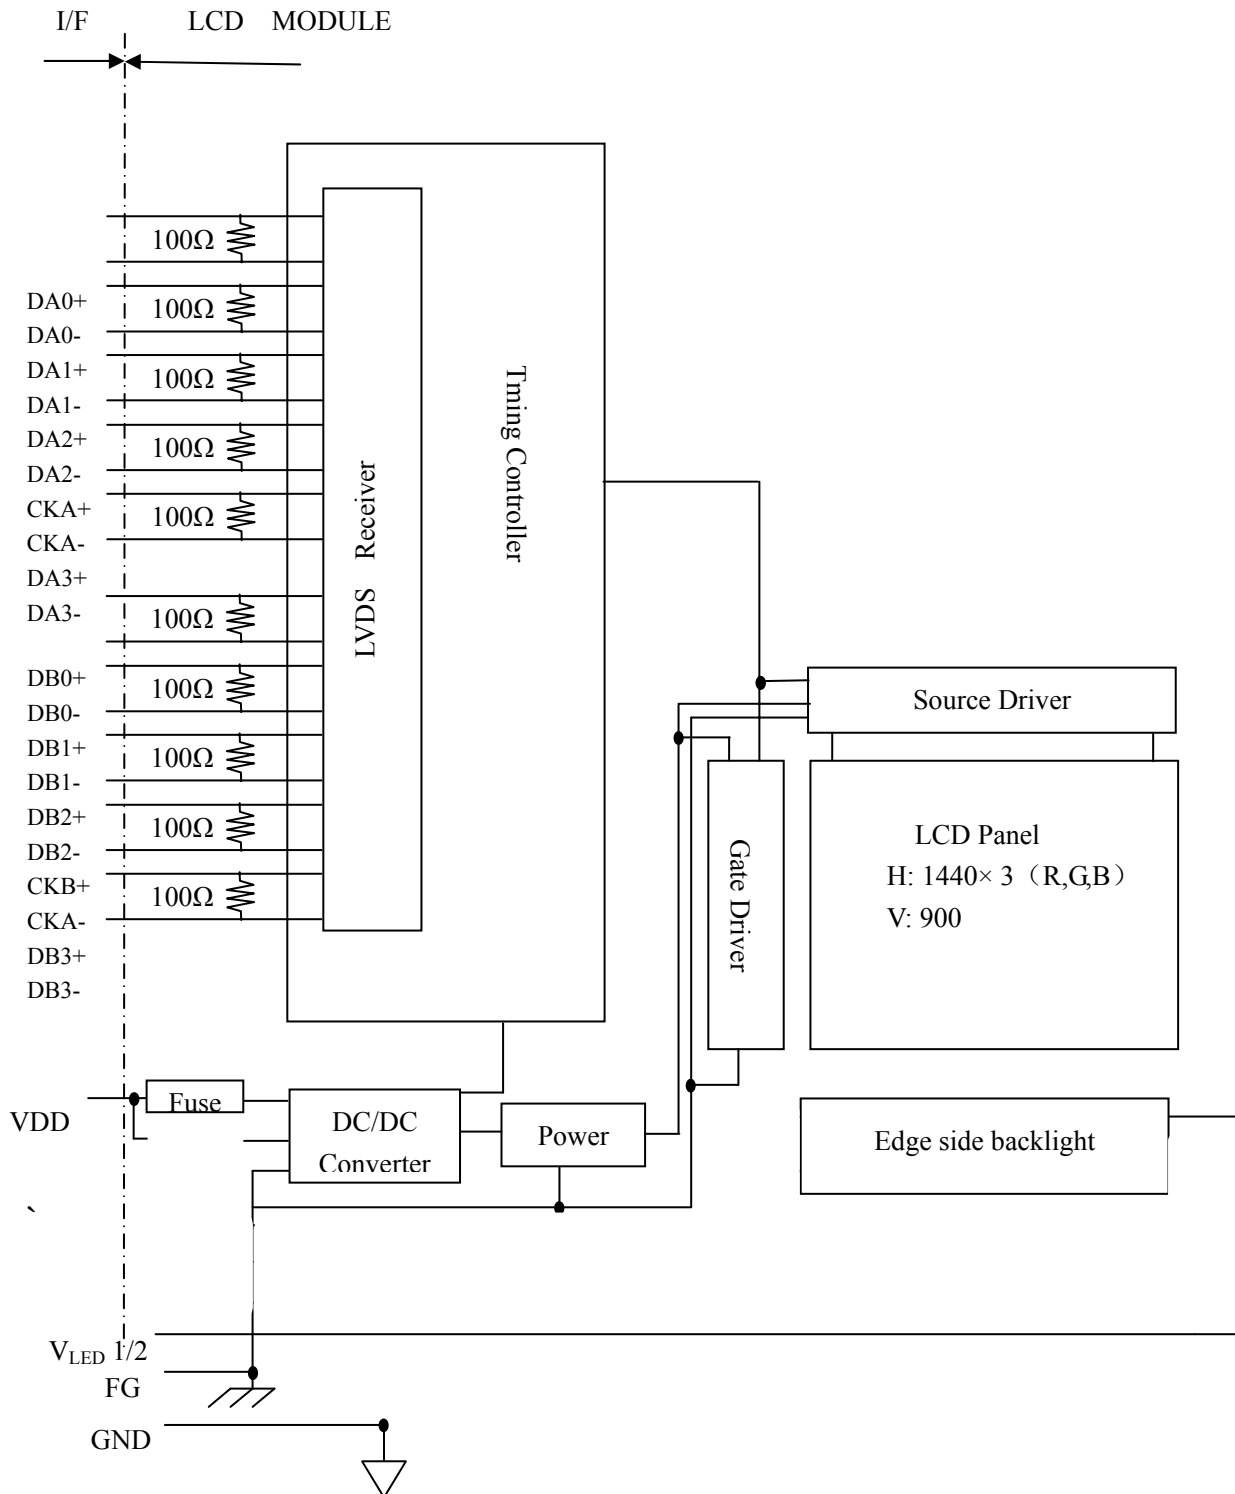 I/F LCD MODULE
100Ω
100Ω
100Ω
100Ω
100Ω
100Ω
100Ω
100Ω
100Ω
100Ω
DA0+
DA0-
DA1+
DA1-
DA2+
DA2-
CKA+
CKA-
DA3+
DA3-
DB0+
DB0-
DB1+
DB1-
DB2+
DB2-
CKB+
CKA-
DB3+
DB3-
LVDS Receiver
Tming Controller
Source Driver
Gate Driver
LCD Panel
H: 1440× 3（R,G,B）
V: 900
VDD
Fuse
DC/DC
Converter
Power
Edge side backlight
`
VLED 1/2
FG
GND